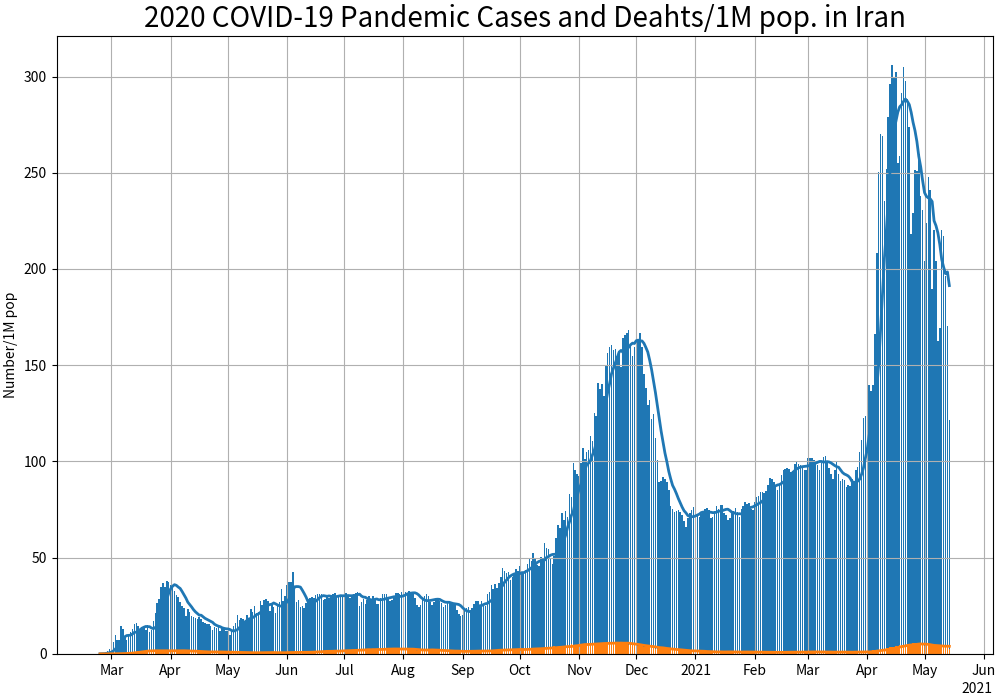 2020 COVID-19 Pandemic Cases and Deahts/1M pop. in Iran
Number/1M pop
300
250
200
150
100
50
0
Mar Apr May Jun Jul Aug Sep Oct Nov Dec 2021 Feb Mar Apr May Jun
2021